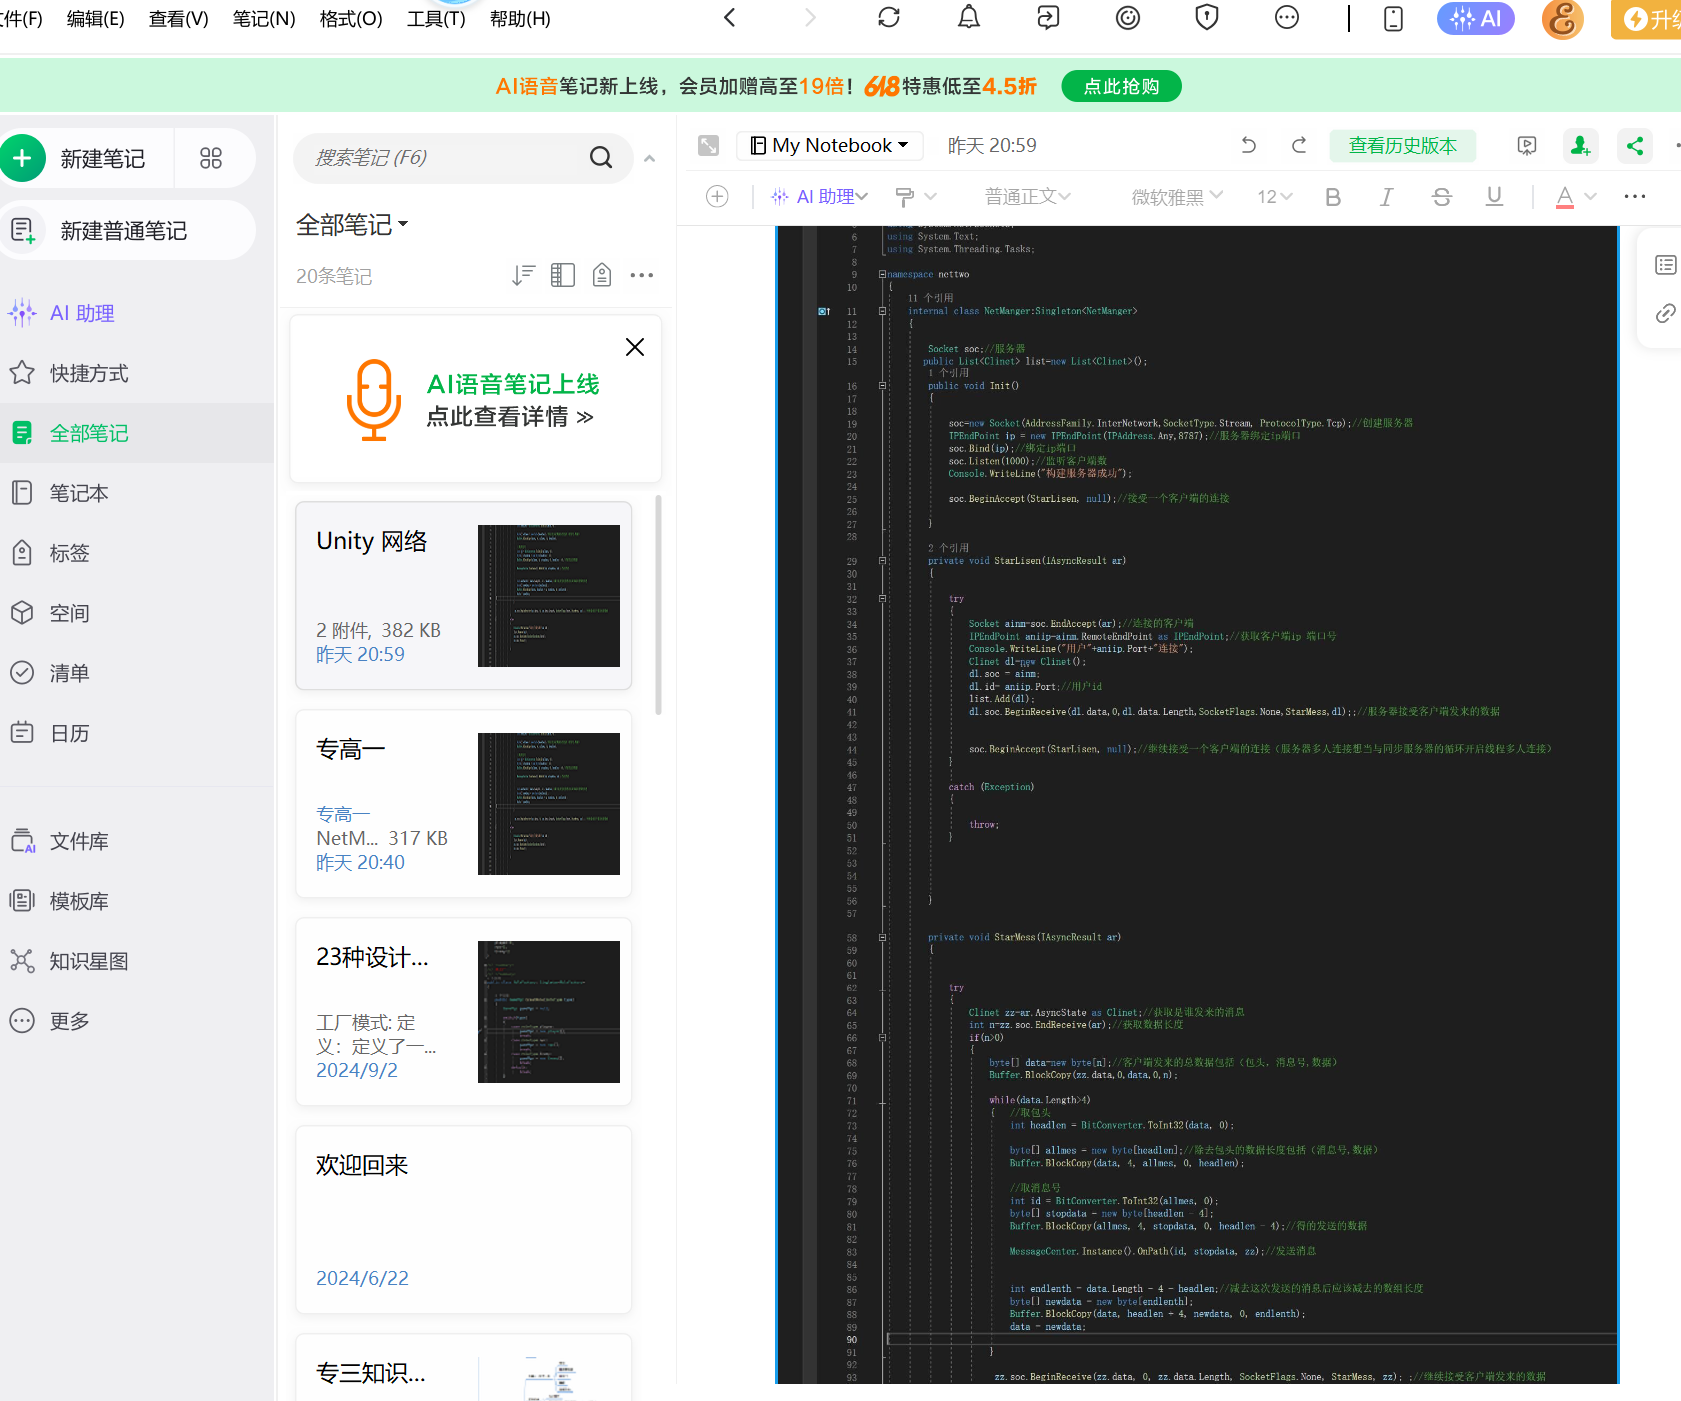 文件(F) 编辑(E) 查看(V) 笔记(N) 格式(O) 工具(T) 帮助(H)
AI
升级
AI语音笔记新上线，会员加赠高至19倍！618特惠低至4.5折 点此抢购
新建笔记
新建普通笔记
AI 助理
快捷方式
全部笔记
笔记本
标签
空间
清单
日历
文件库
模板库
知识星图
更多
搜索笔记 (F6)
全部笔记
20条笔记
AI语音笔记上线
点此查看详情 >>
Unity 网络
2 附件, 382 KB
昨天 20:59
专高一
专高一
NetM... 317 KB
昨天 20:40
23种设计...
工厂模式: 定
义：定义了一...
2024/9/2
欢迎回来
2024/6/22
专三知识...
My Notebook 昨天 20:59 查看历史版本
AI 助理 普通正文 微软雅黑 12 B I S U A
6 using System.Text;
7 using System.Threading.Tasks;
8
9 namespace nettwo
10 {
11 个引用
11 internal class NetManger:Singleton<NetManger>
12 {
13
14 Socket soc;//服务器
15 public List<Clinet> list=new List<Clinet>();
1 个引用
16 public void Init()
17 {
18
19 soc=new Socket(AddressFamily.InterNetwork,SocketType.Stream, ProtocolType.Tcp);//创建服务器
20 IPEndPoint ip = new IPEndPoint(IPAddress.Any,8787);//服务器绑定ip端口
21 soc.Bind(ip);//绑定ip端口
22 soc.Listen(1000);//监听客户端数
23 Console.WriteLine("构建服务器成功");
24
25 soc.BeginAccept(StarLisen, null);//接受一个客户端的连接
26
27 }
28
2 个引用
29 private void StarLisen(IAsyncResult ar)
30 {
31
32 try
33 {
34 Socket ainm=soc.EndAccept(ar);//连接的客户端
35 IPEndPoint aniip=ainm.RemoteEndPoint as IPEndPoint;//获取客户端ip 端口号
36 Console.WriteLine("用户"+aniip.Port+"连接");
37 Clinet dl=new Clinet();
38 dl.soc = ainm;
39 dl.id= aniip.Port;//用户id
40 list.Add(dl);
41 dl.soc.BeginReceive(dl.data,0,dl.data.Length,SocketFlags.None,StarMess,dl);;//服务器接受客户端发来的数据
42
43
44 soc.BeginAccept(StarLisen, null);//继续接受一个客户端的连接（服务器多人连接想当与同步服务器的循环开启线程多人连接）
45 }
46
47 catch (Exception)
48 {
49
50 throw;
51 }
52
53
54
55
56 }
57
58 private void StarMess(IAsyncResult ar)
59 {
60
61
62 try
63 {
64 Clinet zz=ar.AsyncState as Clinet;//获取是谁发来的消息
65 int n=zz.soc.EndReceive(ar);//获取数据长度
66 if(n>0)
67 {
68 byte[] data=new byte[n];//客户端发来的总数据包括（包头, 消息号,数据）
69 Buffer.BlockCopy(zz.data,0,data,0,n);
70
71 while(data.Length>4)
72 { //取包头
73 int headlen = BitConverter.ToInt32(data, 0);
74
75 byte[] allmes = new byte[headlen];//除去包头的数据长度包括（消息号,数据）
76 Buffer.BlockCopy(data, 4, allmes, 0, headlen);
77
78 //取消息号
79 int id = BitConverter.ToInt32(allmes, 0);
80 byte[] stopdata = new byte[headlen - 4];
81 Buffer.BlockCopy(allmes, 4, stopdata, 0, headlen - 4);//得的发送的数据
82
83 MessageCenter.Instance().OnPath(id, stopdata, zz);//发送消息
84
85
86 int endlenth = data.Length - 4 - headlen;//减去这次发送的消息后应该减去的数组长度
87 byte[] newdata = new byte[endlenth];
88 Buffer.BlockCopy(data, headlen + 4, newdata, 0, endlenth);
89 data = newdata;
90
91 }
92
93 zz.soc.BeginReceive(zz.data, 0, zz.data.Length, SocketFlags.None, StarMess, zz); ;//继续接受客户端发来的数据